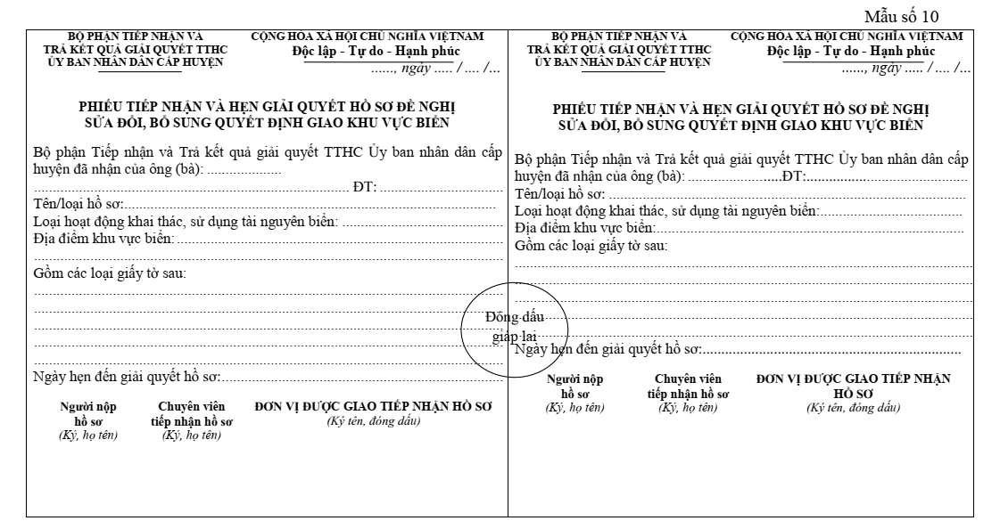 Mẫu số 10
BỘ PHẬN TIẾP NHẬN VÀ
TRẢ KẾT QUẢ GIẢI QUYẾT TTHC
ỦY BAN NHÂN DÂN CẤP HUYỆN
CỘNG HÒA XÃ HỘI CHỦ NGHĨA VIỆT NAM
Độc lập - Tự do - Hạnh phúc
......, ngày ..... / .... /...
PHIẾU TIẾP NHẬN VÀ HẸN GIẢI QUYẾT HỒ SƠ ĐỀ NGHỊ
SỬA ĐỔI, BỔ SUNG QUYẾT ĐỊNH GIAO KHU VỰC BIỂN
Bộ phận Tiếp nhận và Trả kết quả giải quyết TTHC Ủy ban nhân dân cấp
huyện đã nhận của ông (bà): .....................
........................................................................................ ĐT: ...................................
Tên/loại hồ sơ:.........................................................................................................
Loại hoạt động khai thác, sử dụng tài nguyên biển: .............................................
Địa điểm khu vực biển: ............................................................................................
....................................................................................................................................
Gồm các loại giấy tờ sau:
....................................................................................................................................
....................................................................................................................................
....................................................................................................................................
....................................................................................................................................
....................................................................................................................................
Ngày hẹn đến giải quyết hồ sơ:................................................................................
Người nộp
hồ sơ
(Ký, họ tên)
Chuyên viên
tiếp nhận hồ sơ
(Ký, họ tên)
ĐƠN VỊ ĐƯỢC GIAO TIẾP NHẬN HỒ SƠ
(Ký tên, đóng dấu)
Đóng dấu
giáp lai
BỘ PHẬN TIẾP NHẬN VÀ
TRẢ KẾT QUẢ GIẢI QUYẾT TTHC
ỦY BAN NHÂN DÂN CẤP HUYỆN
CỘNG HÒA XÃ HỘI CHỦ NGHĨA VIỆT NAM
Độc lập - Tự do - Hạnh phúc
......, ngày ..... / .... /...
PHIẾU TIẾP NHẬN VÀ HẸN GIẢI QUYẾT HỒ SƠ ĐỀ NGHỊ
SỬA ĐỔI, BỔ SUNG QUYẾT ĐỊNH GIAO KHU VỰC BIỂN
Bộ phận Tiếp nhận và Trả kết quả giải quyết TTHC Ủy ban nhân dân cấp
huyện đã nhận của ông (bà): ..........................ĐT:.......................................
Tên/loại hồ sơ: ....................................................................................................
Loại hoạt động khai thác, sử dụng tài nguyên biển:........................................
Địa điểm khu vực biển:.......................................................................................
Gồm các loại giấy tờ sau:
................................................................................................................................
................................................................................................................................
................................................................................................................................
................................................................................................................................
................................................................................................................................
Ngày hẹn đến giải quyết hồ sơ:.........................................................................
Người nộp
hồ sơ
(Ký, họ tên)
Chuyên viên
tiếp nhận hồ sơ
(Ký, họ tên)
ĐƠN VỊ ĐƯỢC GIAO TIẾP NHẬN
HỒ SƠ
(Ký tên, đóng dấu)